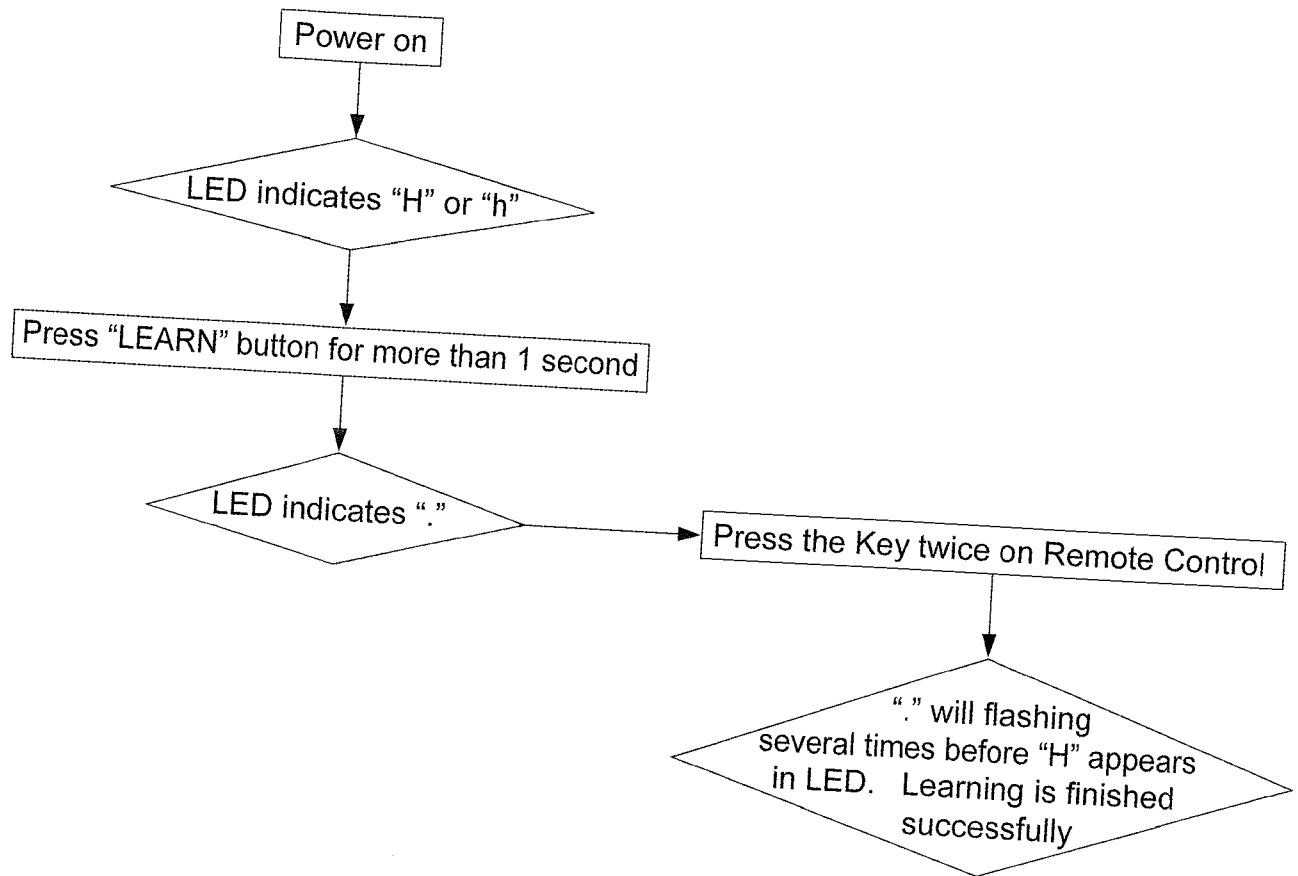 Power on
LED indicates “H” or “h”
Press “LEARN” button for more than 1 second
LED indicates “.”
Press the Key twice on Remote Control
“.” will flashing
several times before “H” appears
in LED. Learning is finished
successfully